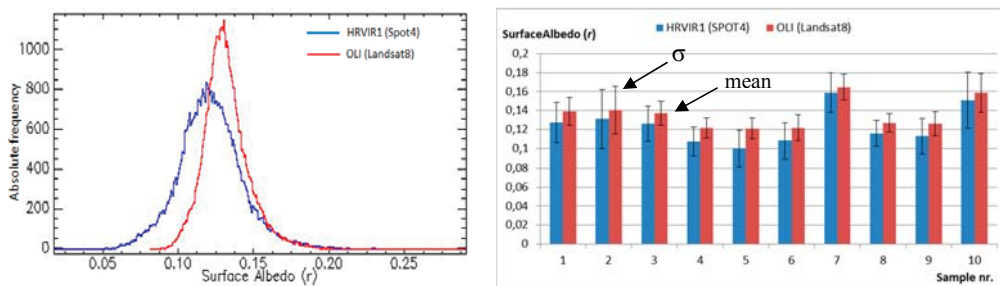 1000
800
600
400
200
0
Absolute frequency
HRVIR1 (Spot4)
OLI (Landsat8)
0.05 0.10 0.15 0.20 0.25
Surface Albedo (r)
SurfaceAlbedo (r)
HRVIR1 (SPOT4) OLI (Landsat8)
0,2
0,18
0,16
0,14
0,12
0,1
0,08
0,06
0,04
0,02
0
σ
mean
1 2 3 4 5 6 7 8 9 10
Sample nr.